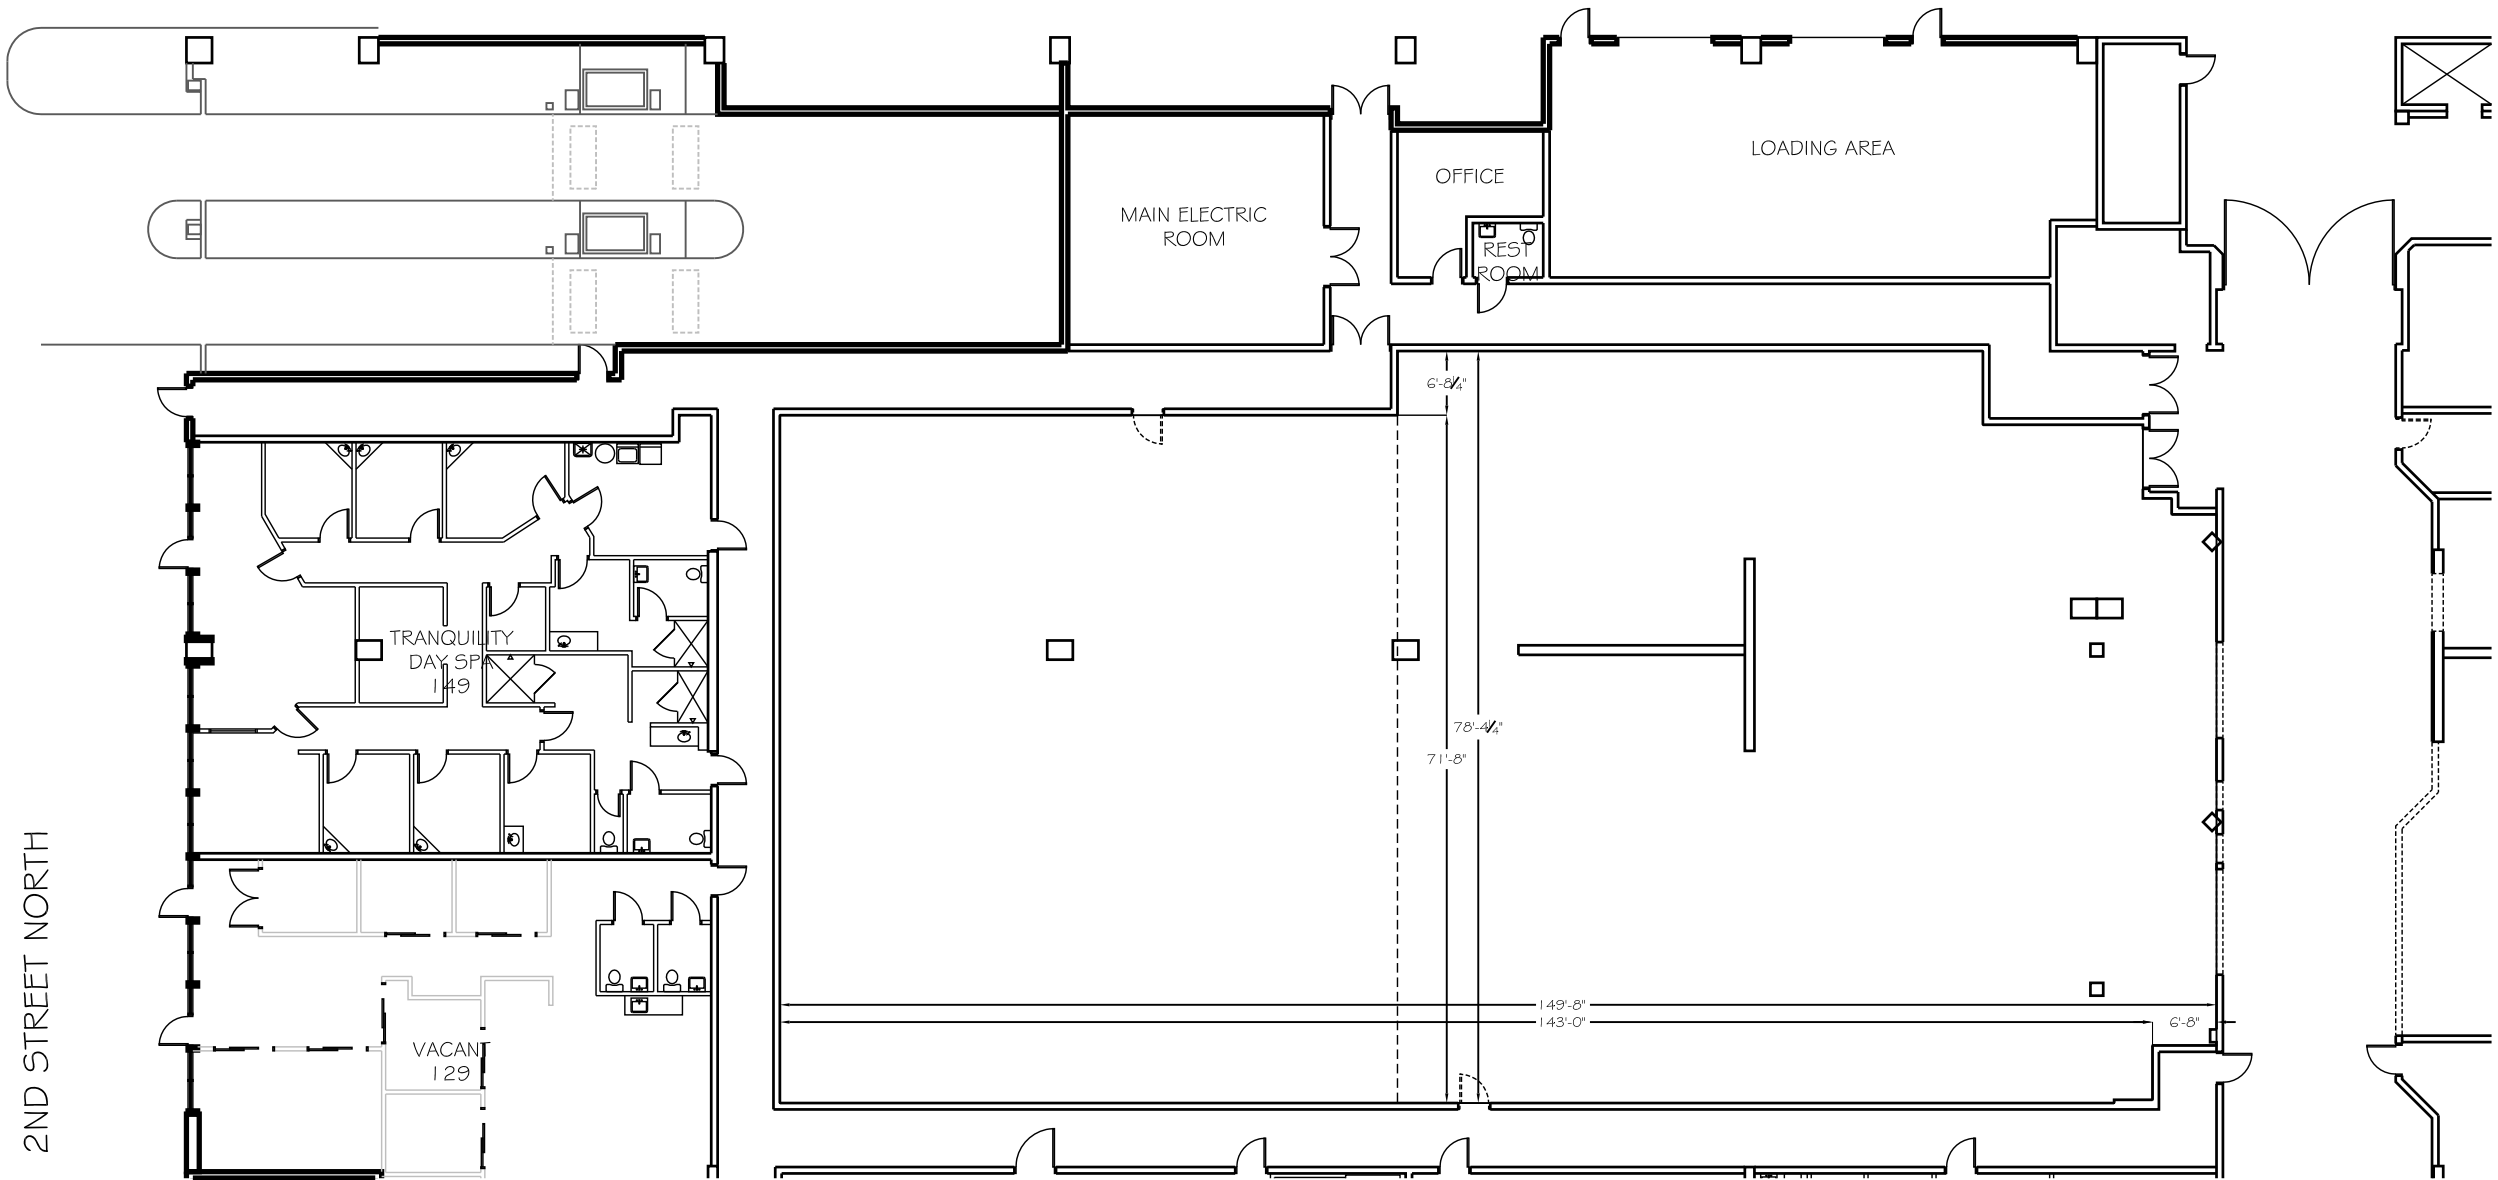 LOADING AREA
OFFICE
MAIN ELECTRIC
ROOM
REST
ROOM
6'-8¼"
TRANQUILITY
DAY SPA
149
78'-4¼"
71'-8"
2ND STREET NORTH
149'-8"
143'-0"
6'-8"
VACANT
129